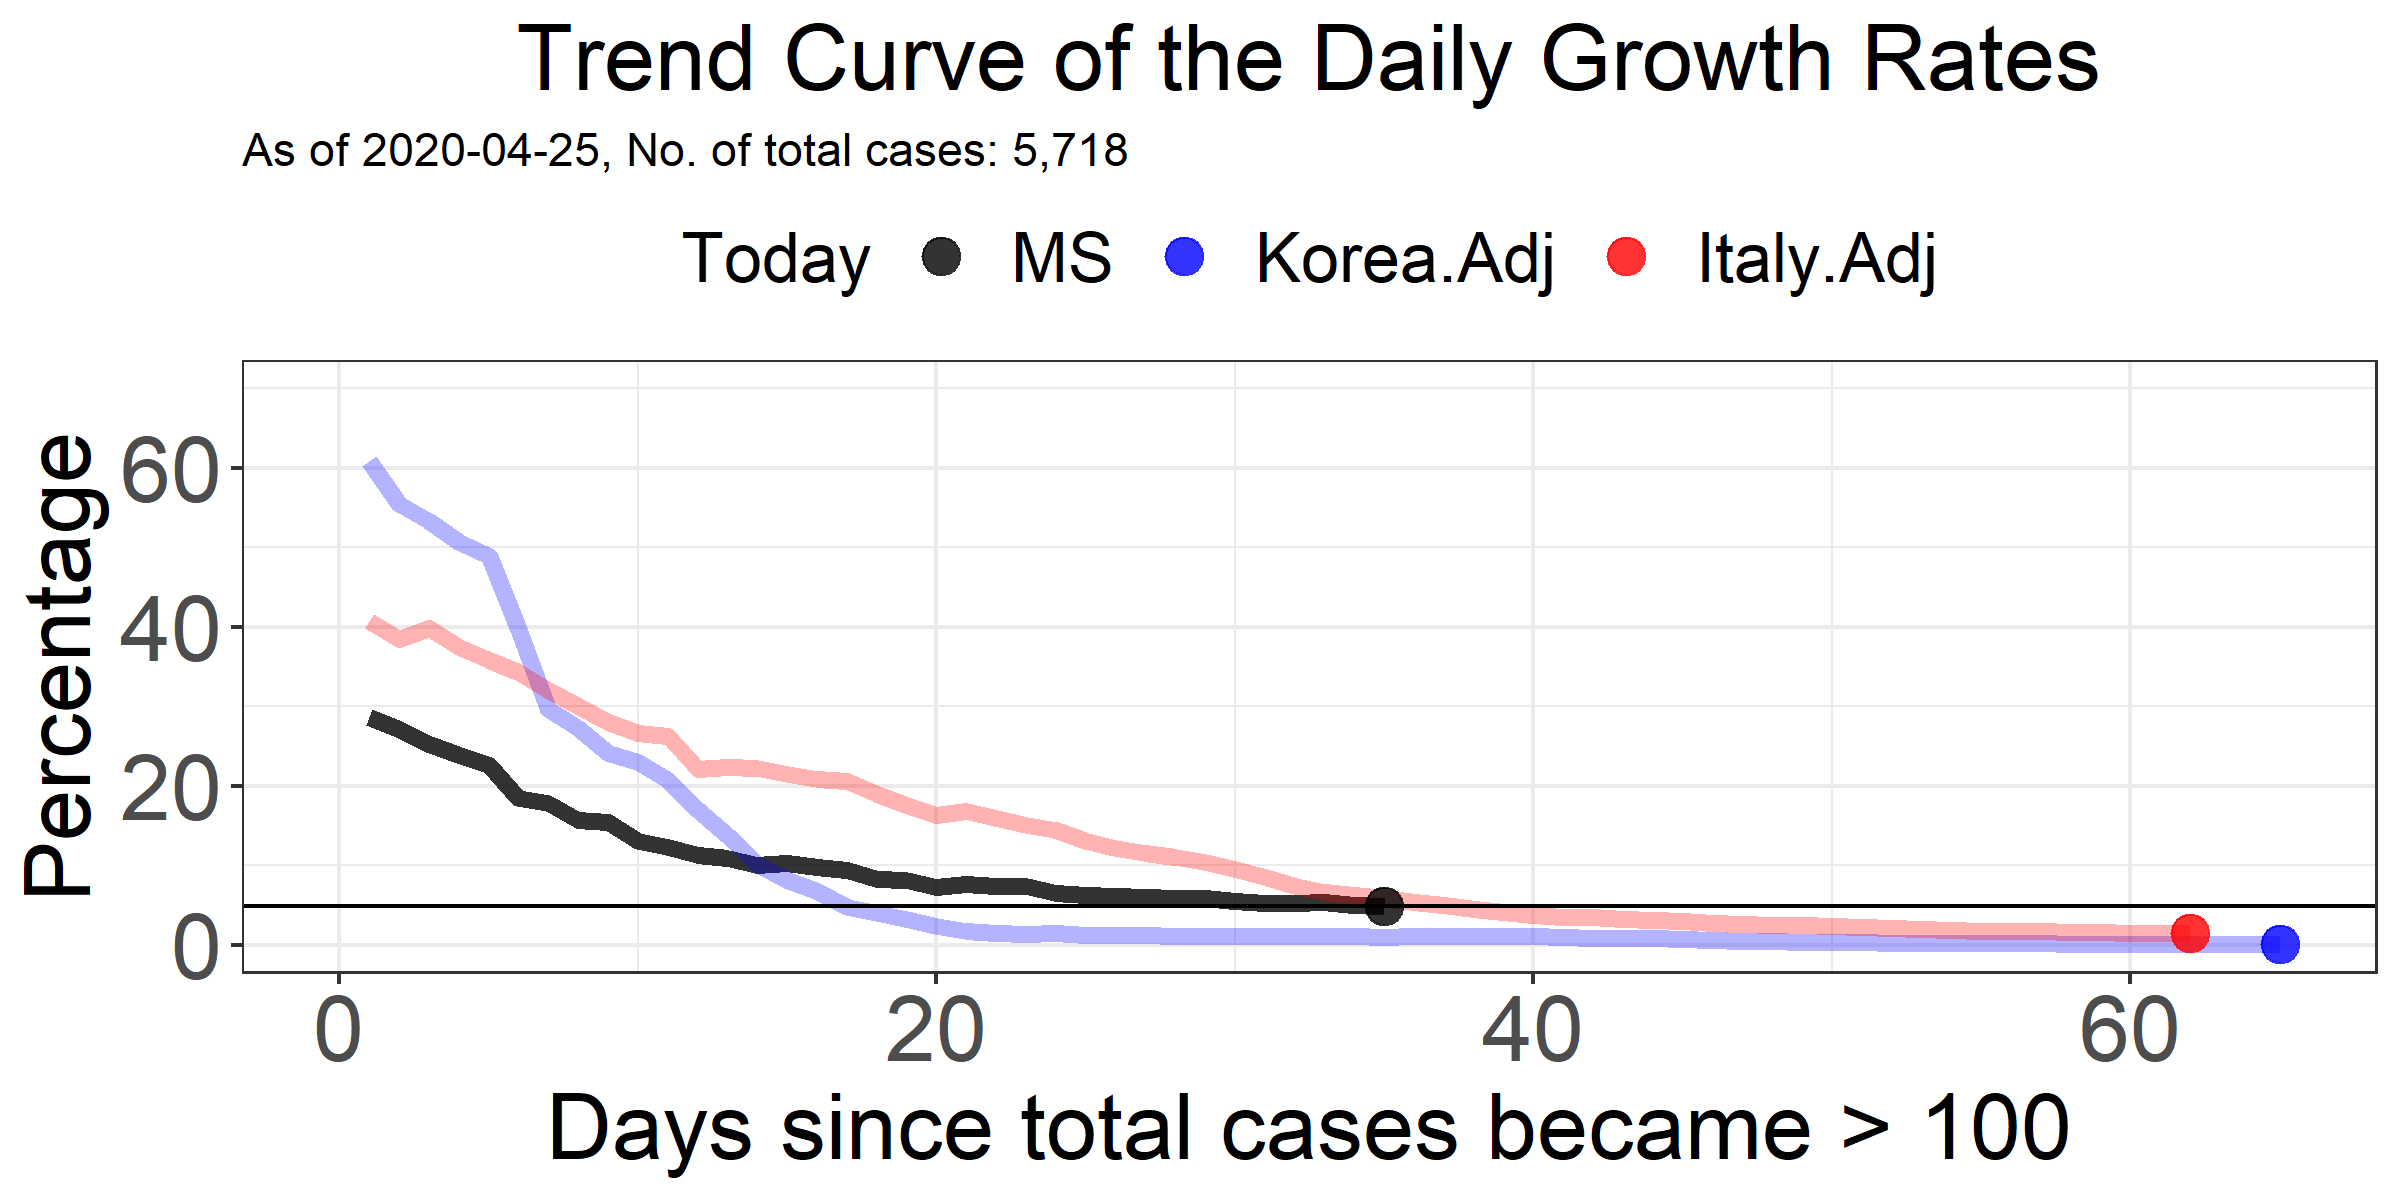 Trend Curve of the Daily Growth Rates
As of 2020-04-25, No. of total cases: 5,718
Today MS Korea.Adj Italy.Adj
Percentage
60
40
20
0
0 20 40 60
Days since total cases became > 100